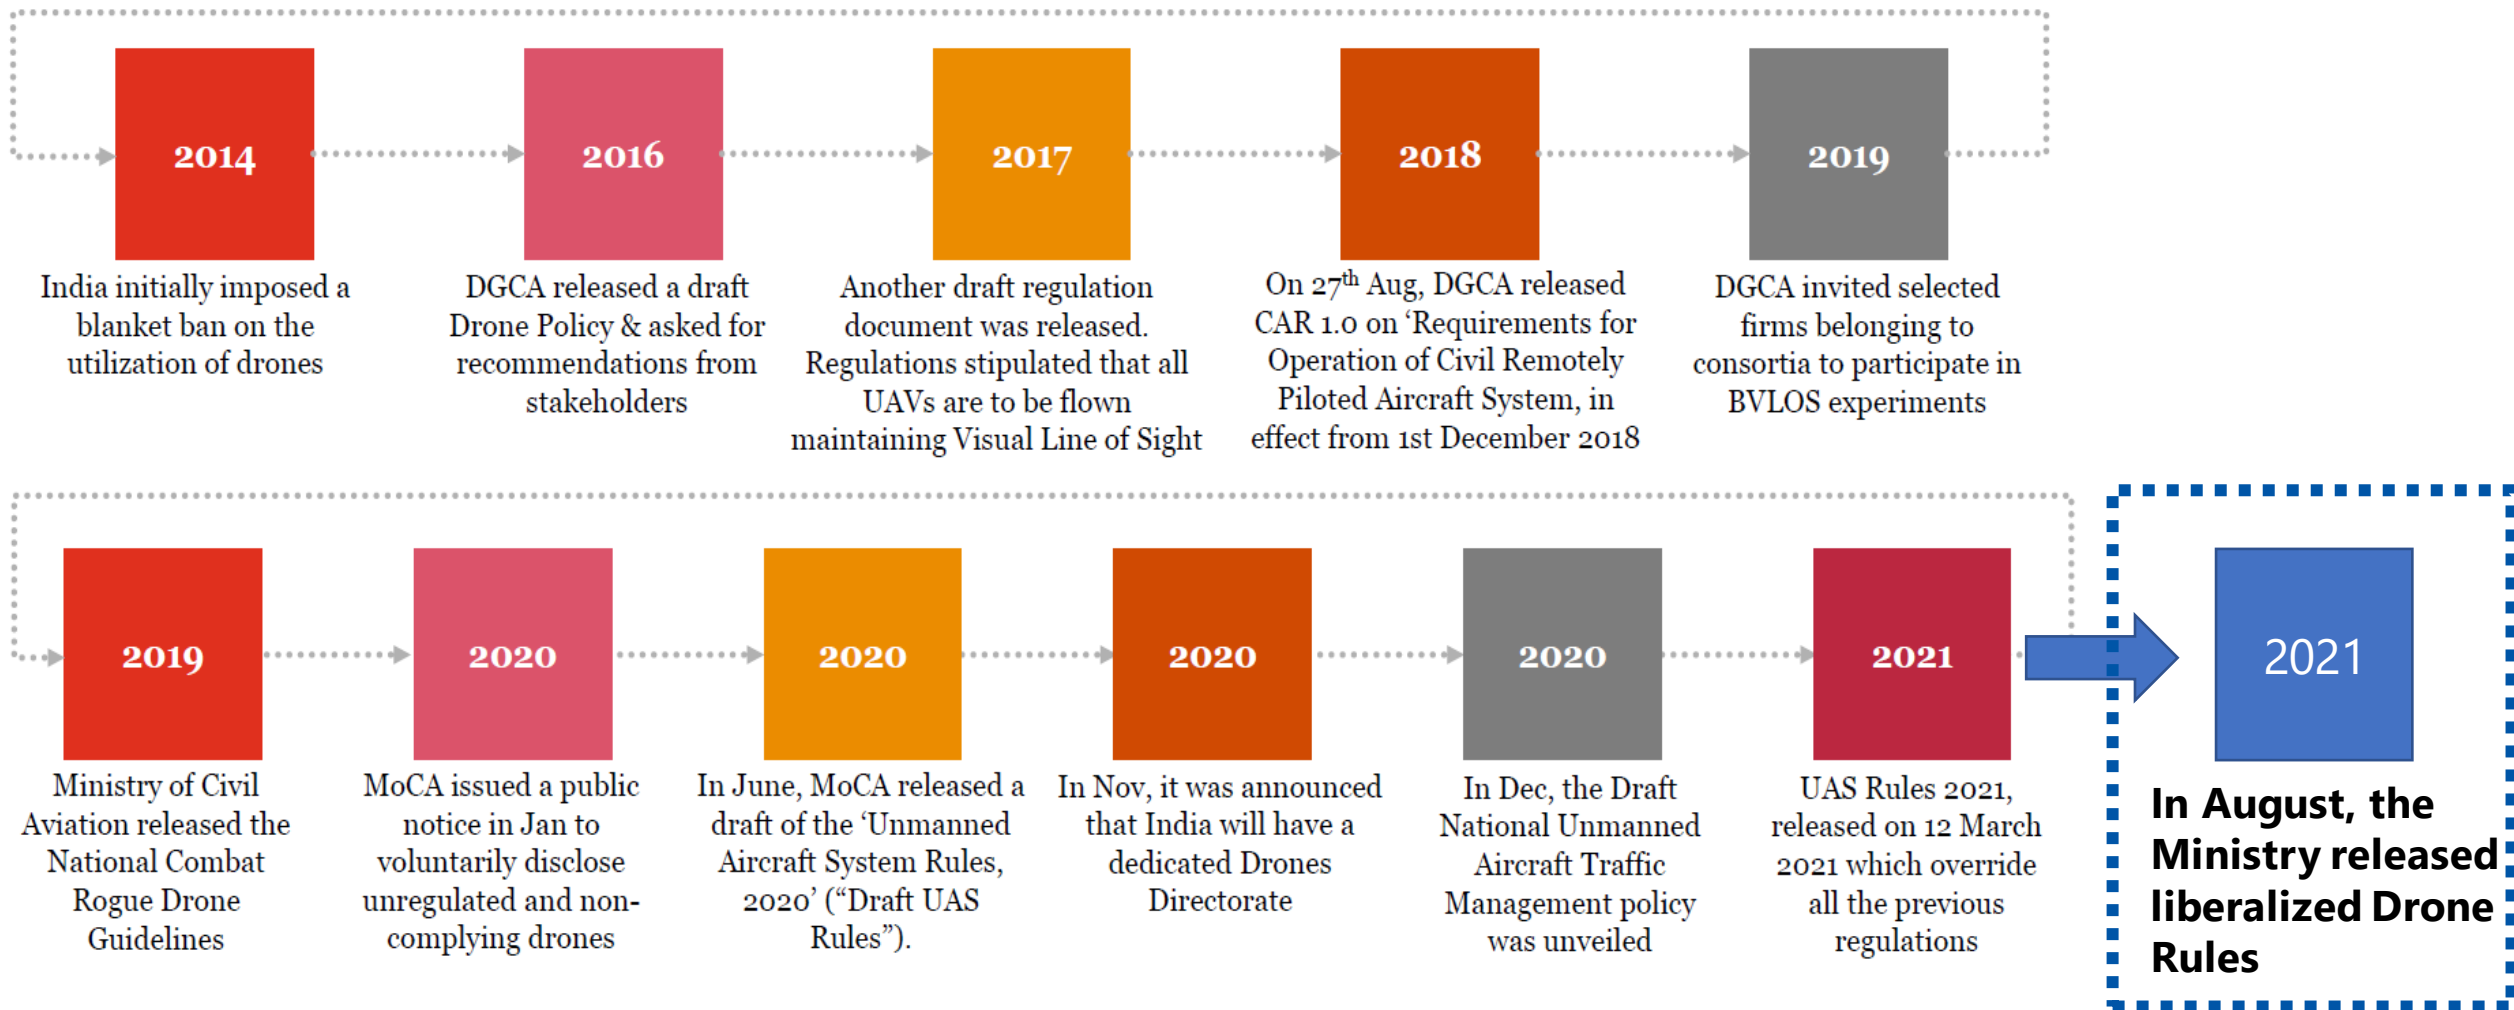 2014
India initially imposed a
blanket ban on the
utilization of drones
2016
DGCA released a draft
Drone Policy & asked for
recommendations from
stakeholders
2017
Another draft regulation
document was released.
Regulations stipulated that all
UAVs are to be flown
maintaining Visual Line of Sight
2018
On 27th Aug, DGCA released
CAR 1.0 on ‘Requirements for
Operation of Civil Remotely
Piloted Aircraft System, in
effect from 1st December 2018
2019
DGCA invited selected
firms belonging to
consortia to participate in
BVLOS experiments
2019
Ministry of Civil
Aviation released the
National Combat
Rogue Drone
Guidelines
2020
MoCA issued a public
notice in Jan to
voluntarily disclose
unregulated and non-
complying drones
2020
In June, MoCA released a
draft of the ‘Unmanned
Aircraft System Rules,
2020’ (“Draft UAS
Rules”).
2020
In Nov, it was announced
that India will have a
dedicated Drones
Directorate
2020
In Dec, the Draft
National Unmanned
Aircraft Traffic
Management policy
was unveiled
2021
UAS Rules 2021,
released on 12 March
2021 which override
all the previous
regulations
2021
In August, the
Ministry released
liberalized Drone
Rules